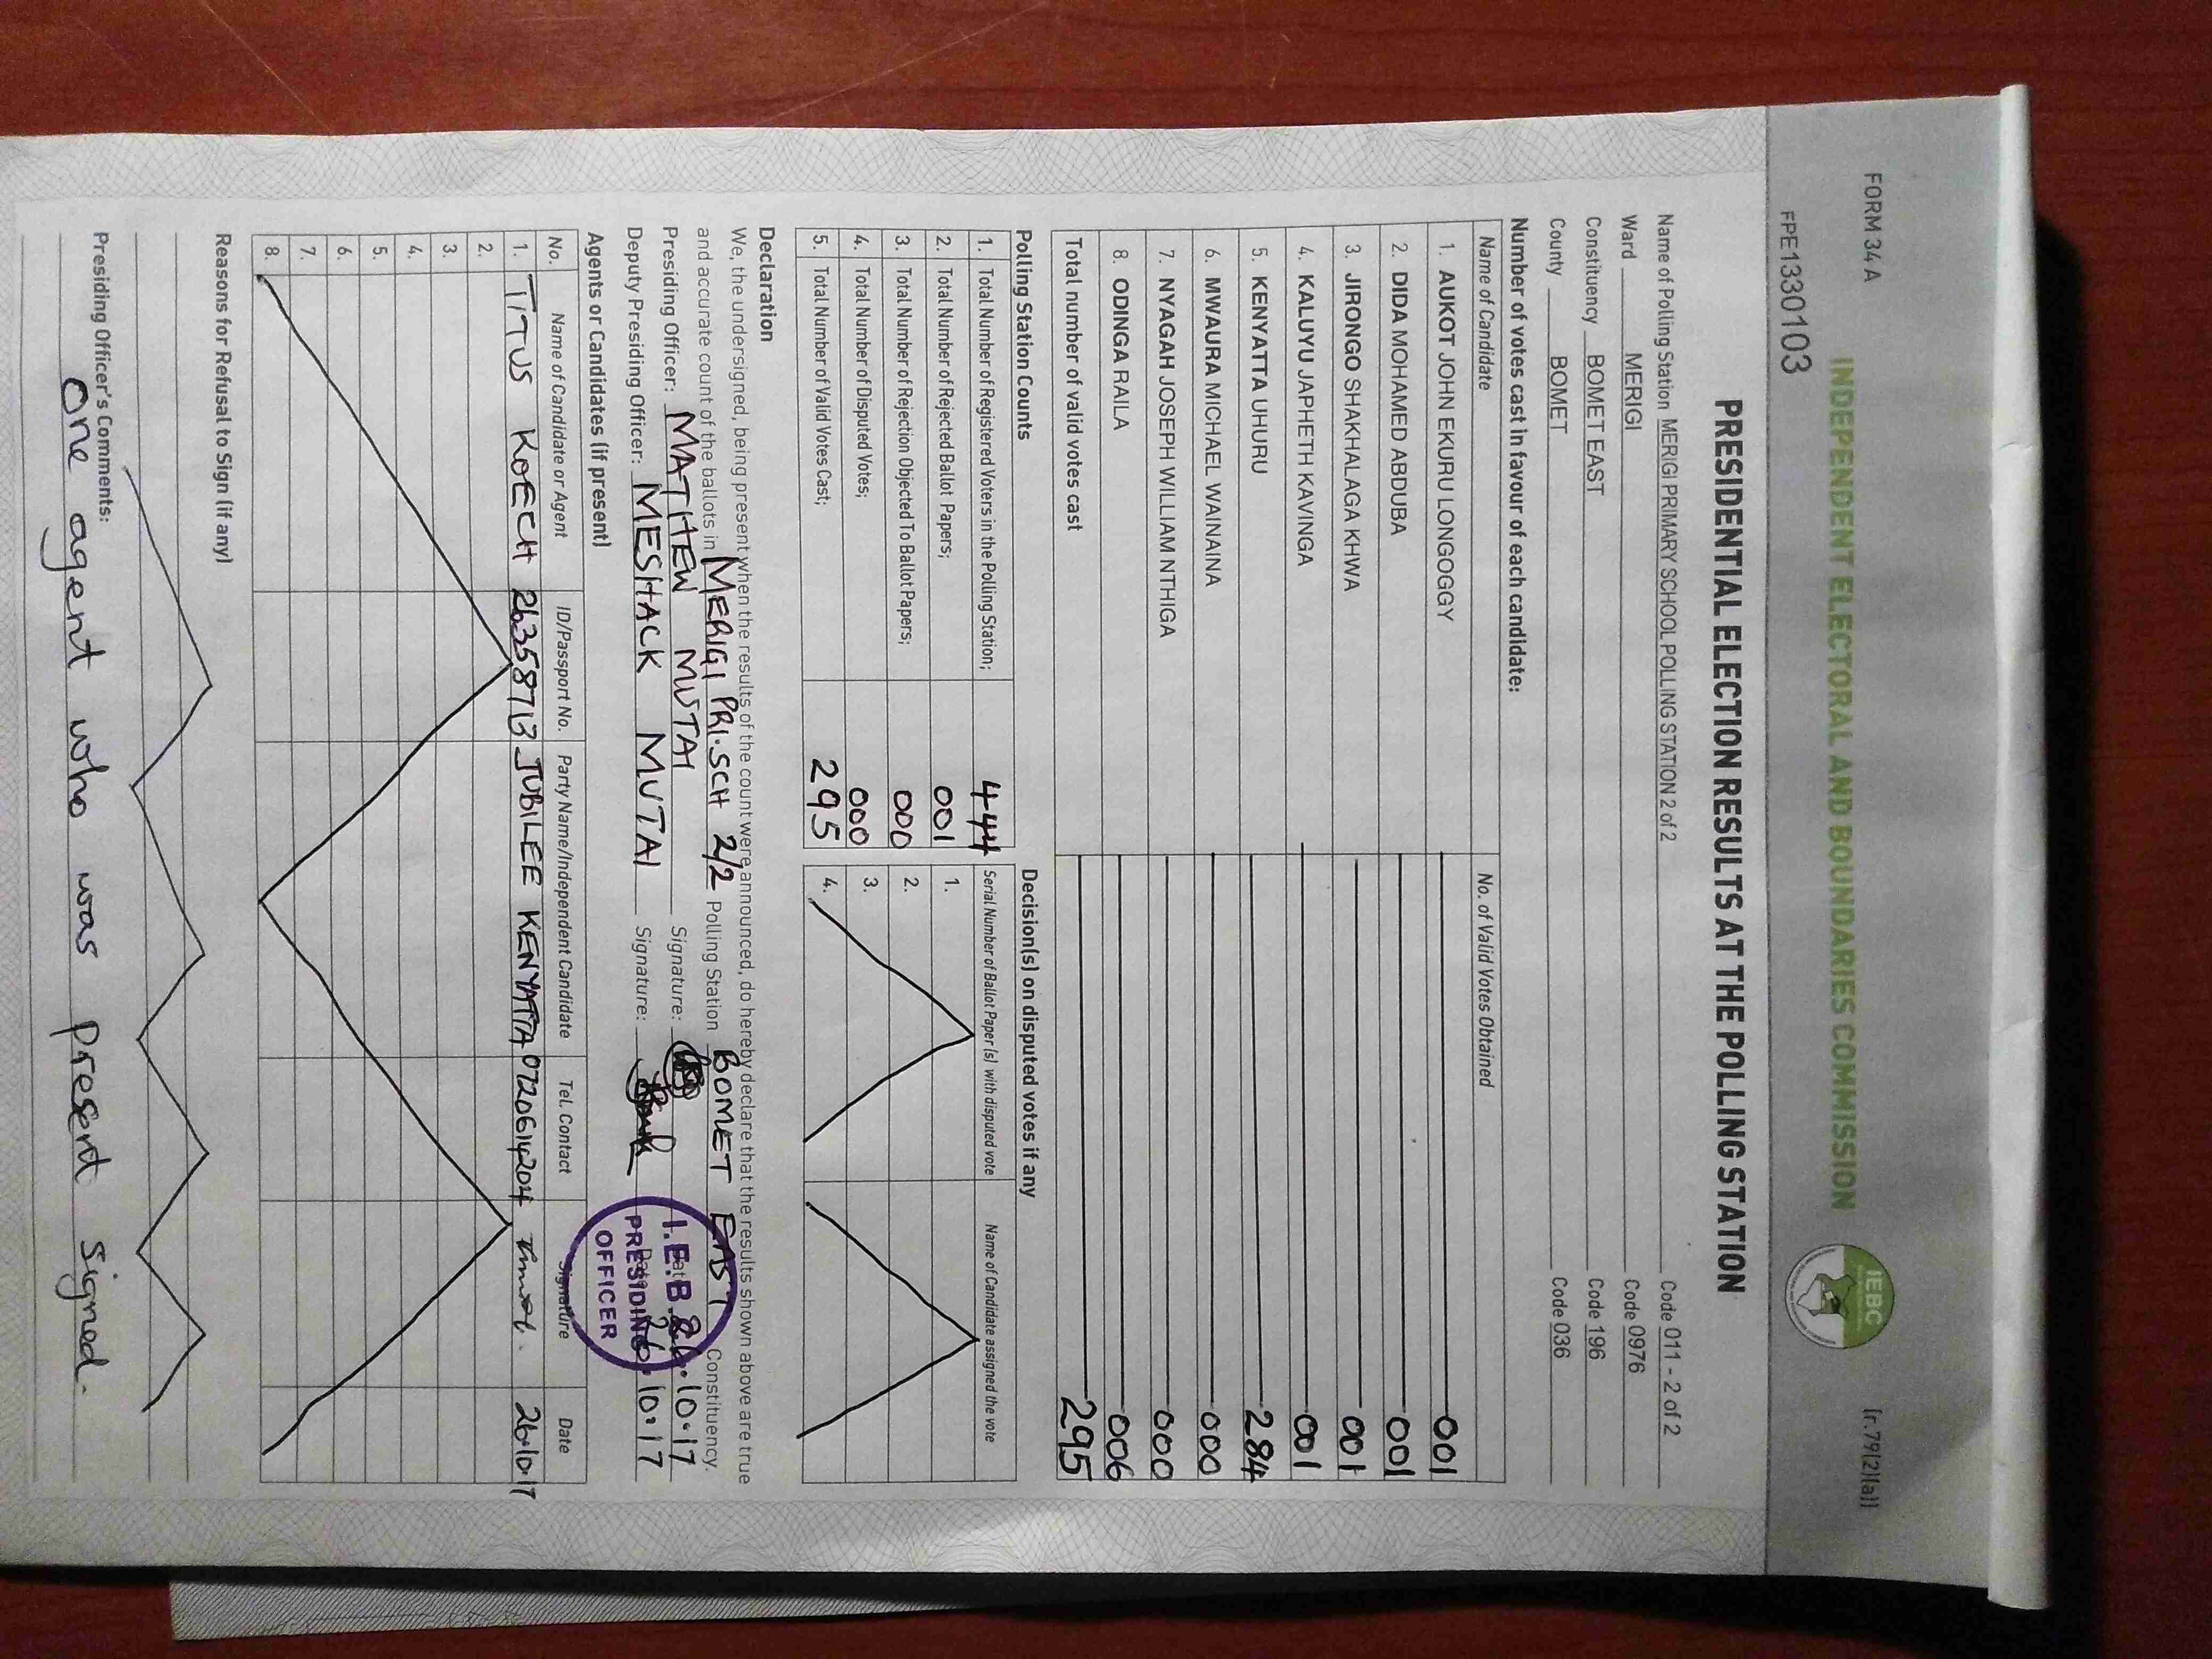 FORM 34 A
INDEPENDENT ELECTORAL AND BOUNDARIES COMMISSION
IEBC
(r.79(2)(a))
FPE1330103
PRESIDENTIAL ELECTION RESULTS AT THE POLLING STATION
Name of Polling Station MERIGI PRIMARY SCHOOL POLLING STATION 2 of 2 Code 011 - 2 of 2
Ward MERIGI Code 0976
Constituency BOMET EAST Code 196
County BOMET Code 036
Number of votes cast in favour of each candidate:
Name of Candidate No. of Valid Votes Obtained
1. AUKOT JOHN EKURU LONGOGGY 001
2. DIDA MOHAMED ABDUBA 001
3. JIRONGO SHAKHALAGA KHWA 001
4. KALUYU JAPHETH KAVINGA 001
5. KENYATTA UHURU 284
6. MWAURA MICHAEL WAINAINA 000
7. NYAGAH JOSEPH WILLIAM NTHIGA 000
8. ODINGA RAILA 006
Total number of valid votes cast 295
Polling Station Counts
1. Total Number of Registered Voters in the Polling Station; 444
2. Total Number of Rejected Ballot Papers; 001
3. Total Number of Rejection Objected To Ballot Papers; 000
4. Total Number of Disputed Votes; 000
5. Total Number of Valid Votes Cast; 295
Decision(s) on disputed votes if any
Serial Number of Ballot Paper (s) with disputed vote Name of Candidate assigned the vote
1.
2.
3.
4.
Declaration
We, the undersigned, being present when the results of the count were announced, do hereby declare that the results shown above are true
and accurate count of the ballots in MERIGI PRI. SCH 2/2 Polling Station BOMET EAST Constituency.
Presiding Officer: MATHEW MUTAI Signature: Date 26.10.17
Deputy Presiding Officer: MESHACK MUTAI Signature: Date 26.10.17
I.E.B.C
PRESIDING
OFFICER
Agents or Candidates (if present)
No. Name of Candidate or Agent ID/Passport No. Party Name/Independent Candidate Tel. Contact Signature Date
1. TITUS KOECH 26358713 JUBILEE KENYATTA 0720614204 26.10.17
2.
3.
4.
5.
6.
7.
8.
Reasons for Refusal to Sign (if any)
Presiding Officer's Comments:
One agent who was present signed.